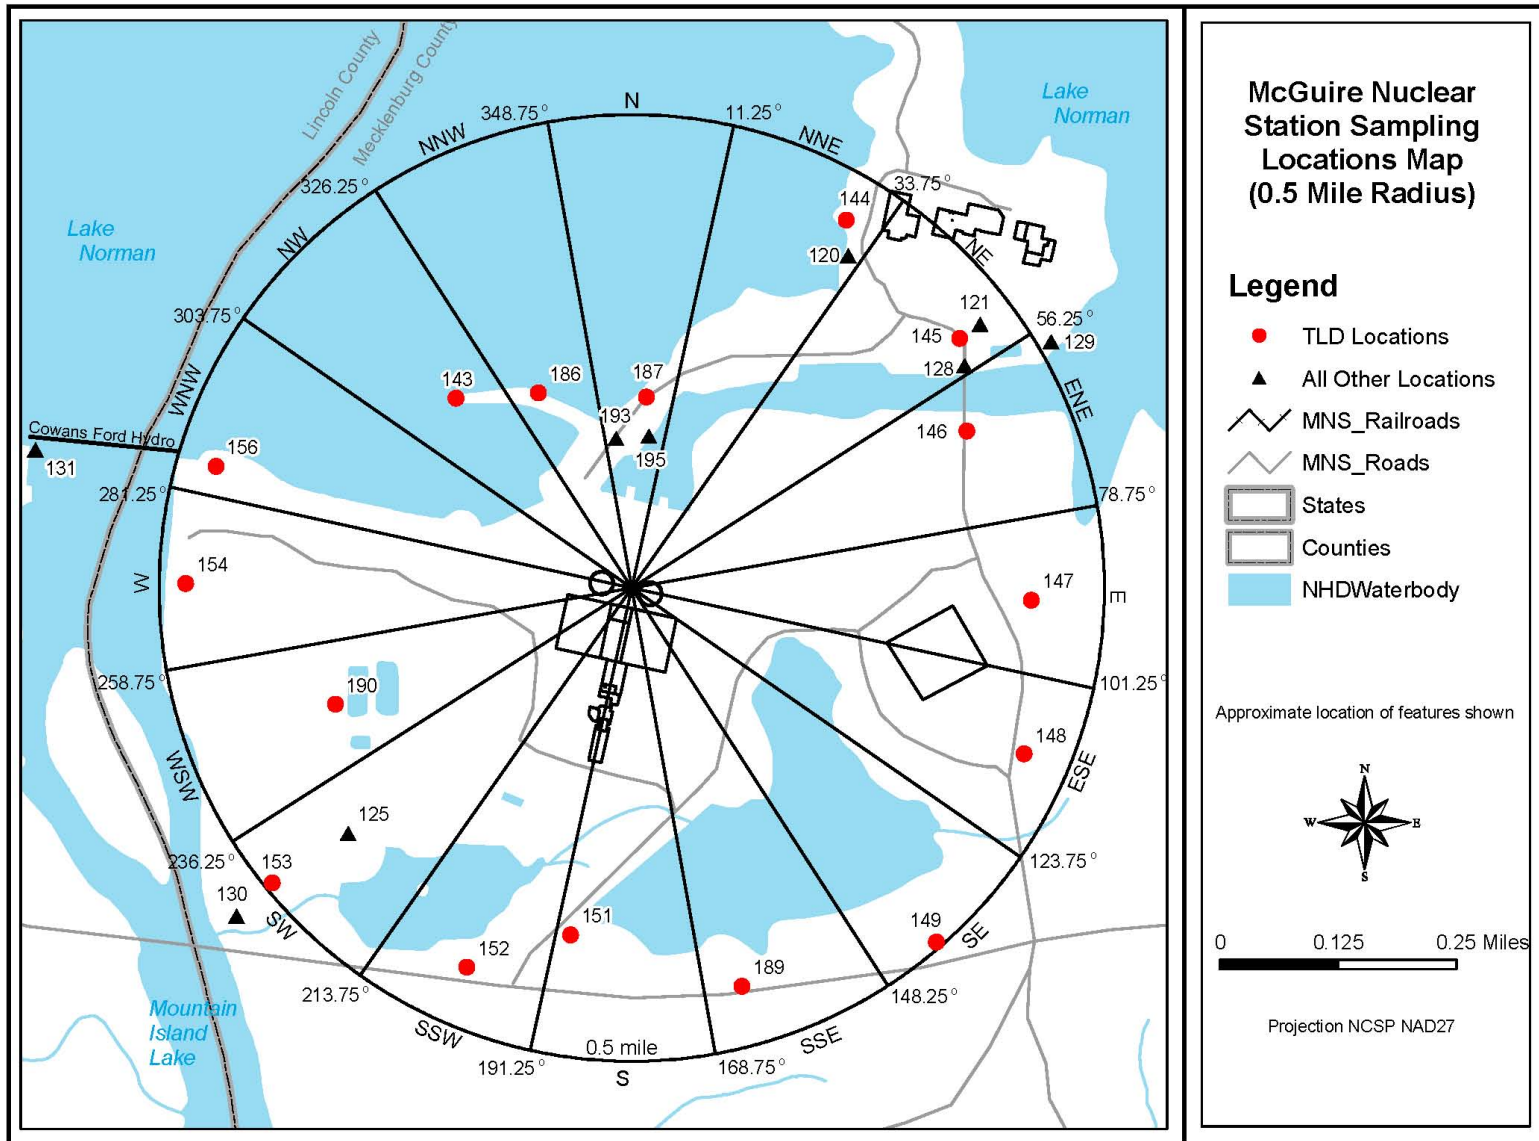 Lincoln County
Mecklenburg County
Lake
Norman
Lake
Norman
N
348.75°
11.25°
NNW
NNE
326.25°
33.75°
144
120
NW
NE
121
56.25°
303.75°
145
129
128
143
186
187
193
195
WNW
ENE
Cowans Ford Hydro
131
156
146
281.25°
78.75°
154
147
W
E
258.75°
190
101.25°
148
WSW
ESE
125
236.25°
153
123.75°
130
SW
151
149
SE
152
189
213.75°
148.25°
Mountain
Island
Lake
SSW
SSE
0.5 mile
191.25°
168.75°
S
McGuire Nuclear
Station Sampling
Locations Map
(0.5 Mile Radius)
Legend
TLD Locations
All Other Locations
MNS_Railroads
MNS_Roads
States
Counties
NHDWaterbody
Approximate location of features shown
N
W E
S
0 0.125 0.25 Miles
Projection NCSP NAD27